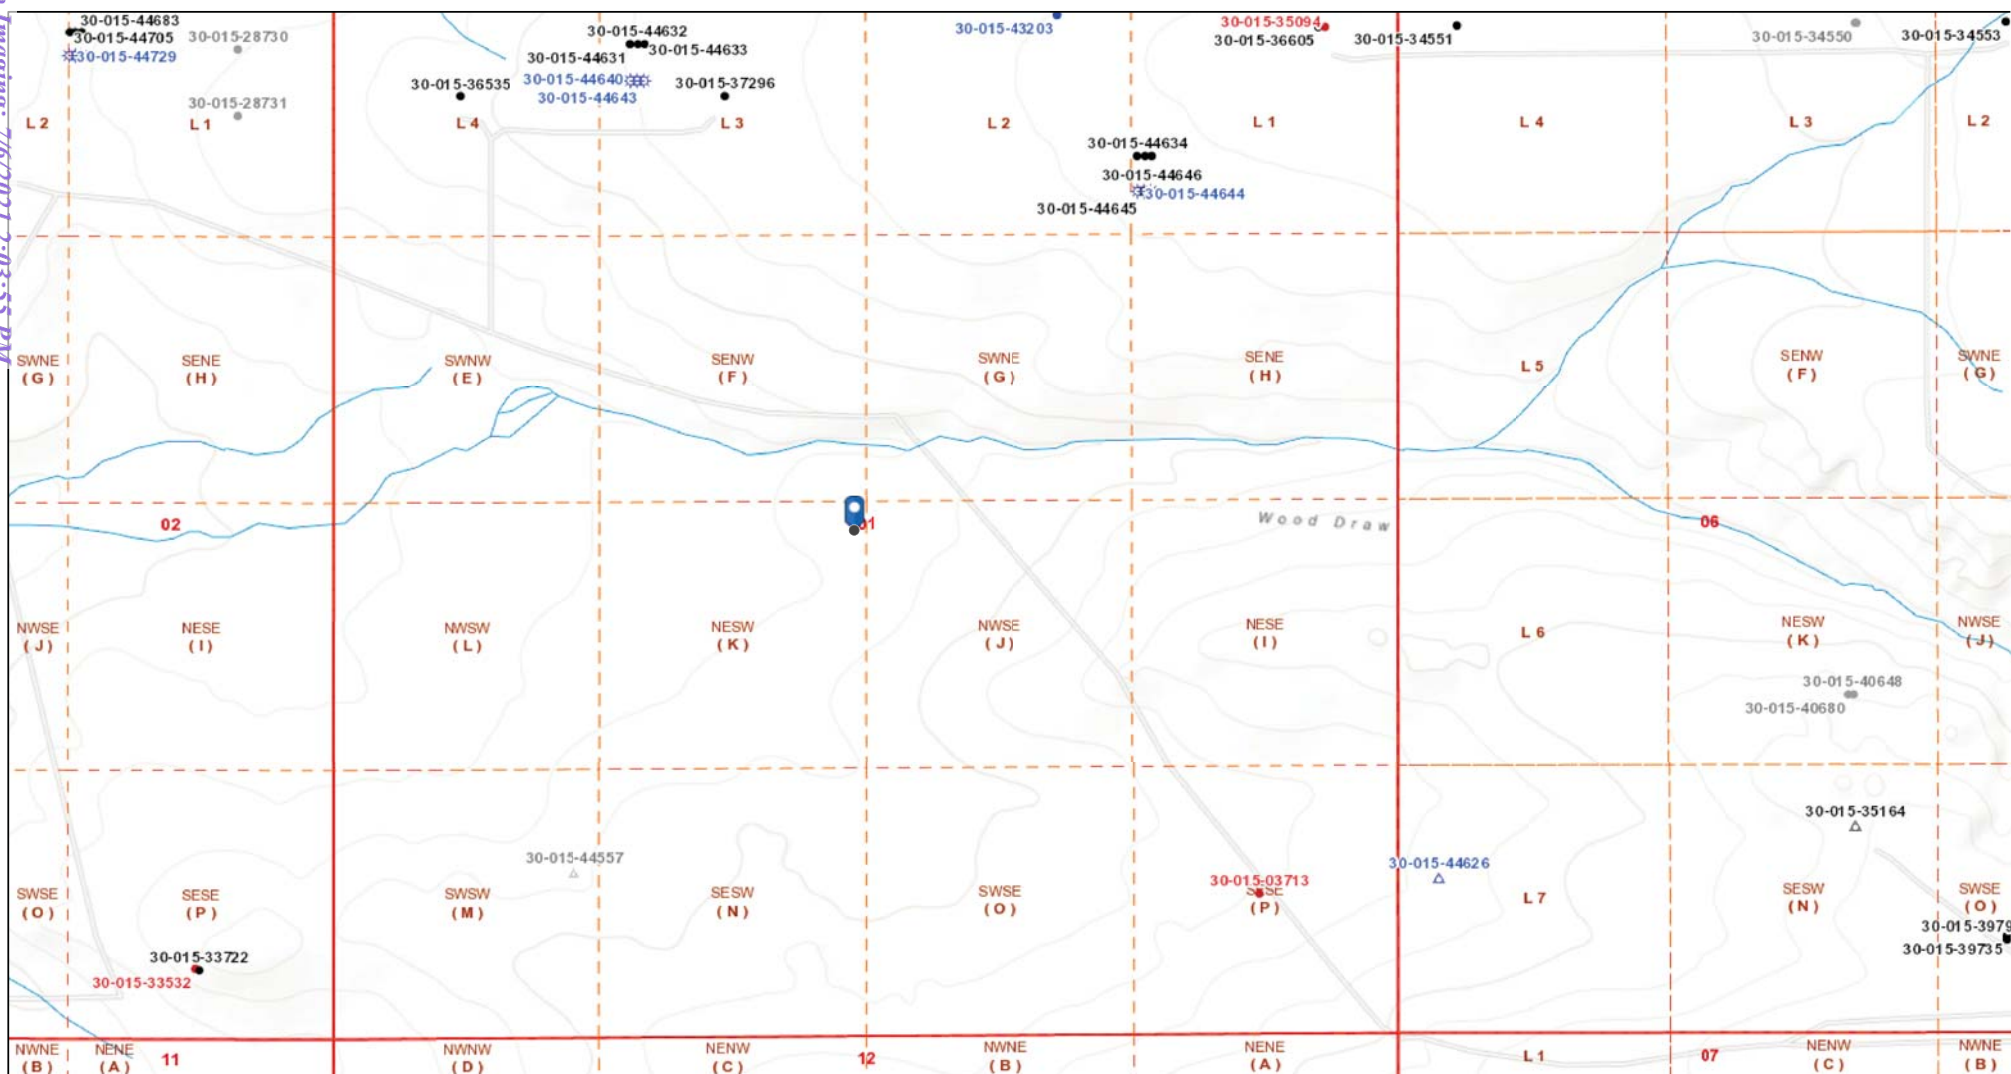 30-015-44683
30-015-44705
30-015-44729
30-015-28730
30-015-28731
30-015-44632
30-015-44633
30-015-44631
30-015-44640
30-015-44643
30-015-36535
30-015-37296
30-015-43203
30-015-35094
30-015-36605
30-015-34551
30-015-34550
30-015-34553
L 2
L 1
L 4
L 3
L 2
L 1
L 4
L 3
L 2
30-015-44634
30-015-44646
30-015-44644
30-015-44645
SWNE
(G)
SENE
(H)
SWNW
(E)
SENW
(F)
SWNE
(G)
SENE
(H)
L 5
SENW
(F)
SWNE
(G)
02
01
Wood Draw
06
NWSE
(J)
NESE
(I)
NWSW
(L)
NESW
(K)
NWSE
(J)
NESE
(I)
L 6
NESW
(K)
NWSE
(J)
30-015-40648
30-015-40680
30-015-35164
30-015-44557
30-015-03713
30-015-44626
SWSE
(O)
SESE
(P)
SWSW
(M)
SESW
(N)
SWSE
(O)
SESE
(P)
L 7
SESW
(N)
SWSE
(O)
30-015-3979
30-015-39735
30-015-33722
30-015-33532
NWNE
(B)
NENE
(A)
11
NWNW
(D)
NENW
(C)
12
NWNE
(B)
NENE
(A)
L 1
07
NENW
(C)
NWNE
(B)